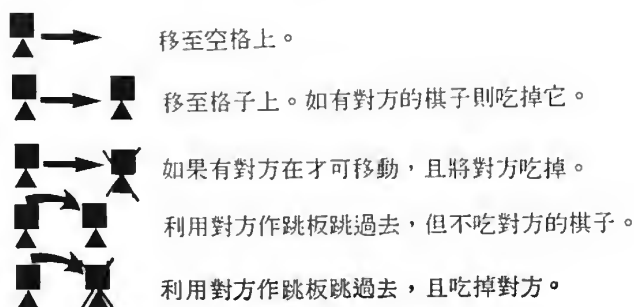 移至空格上。
移至格子上。如有對方的棋子則吃掉它。
如果有對方在才可移動，且將對方吃掉。
利用對方作跳板跳過去，但不吃對方的棋子。
利用對方作跳板跳過去，且吃掉對方。